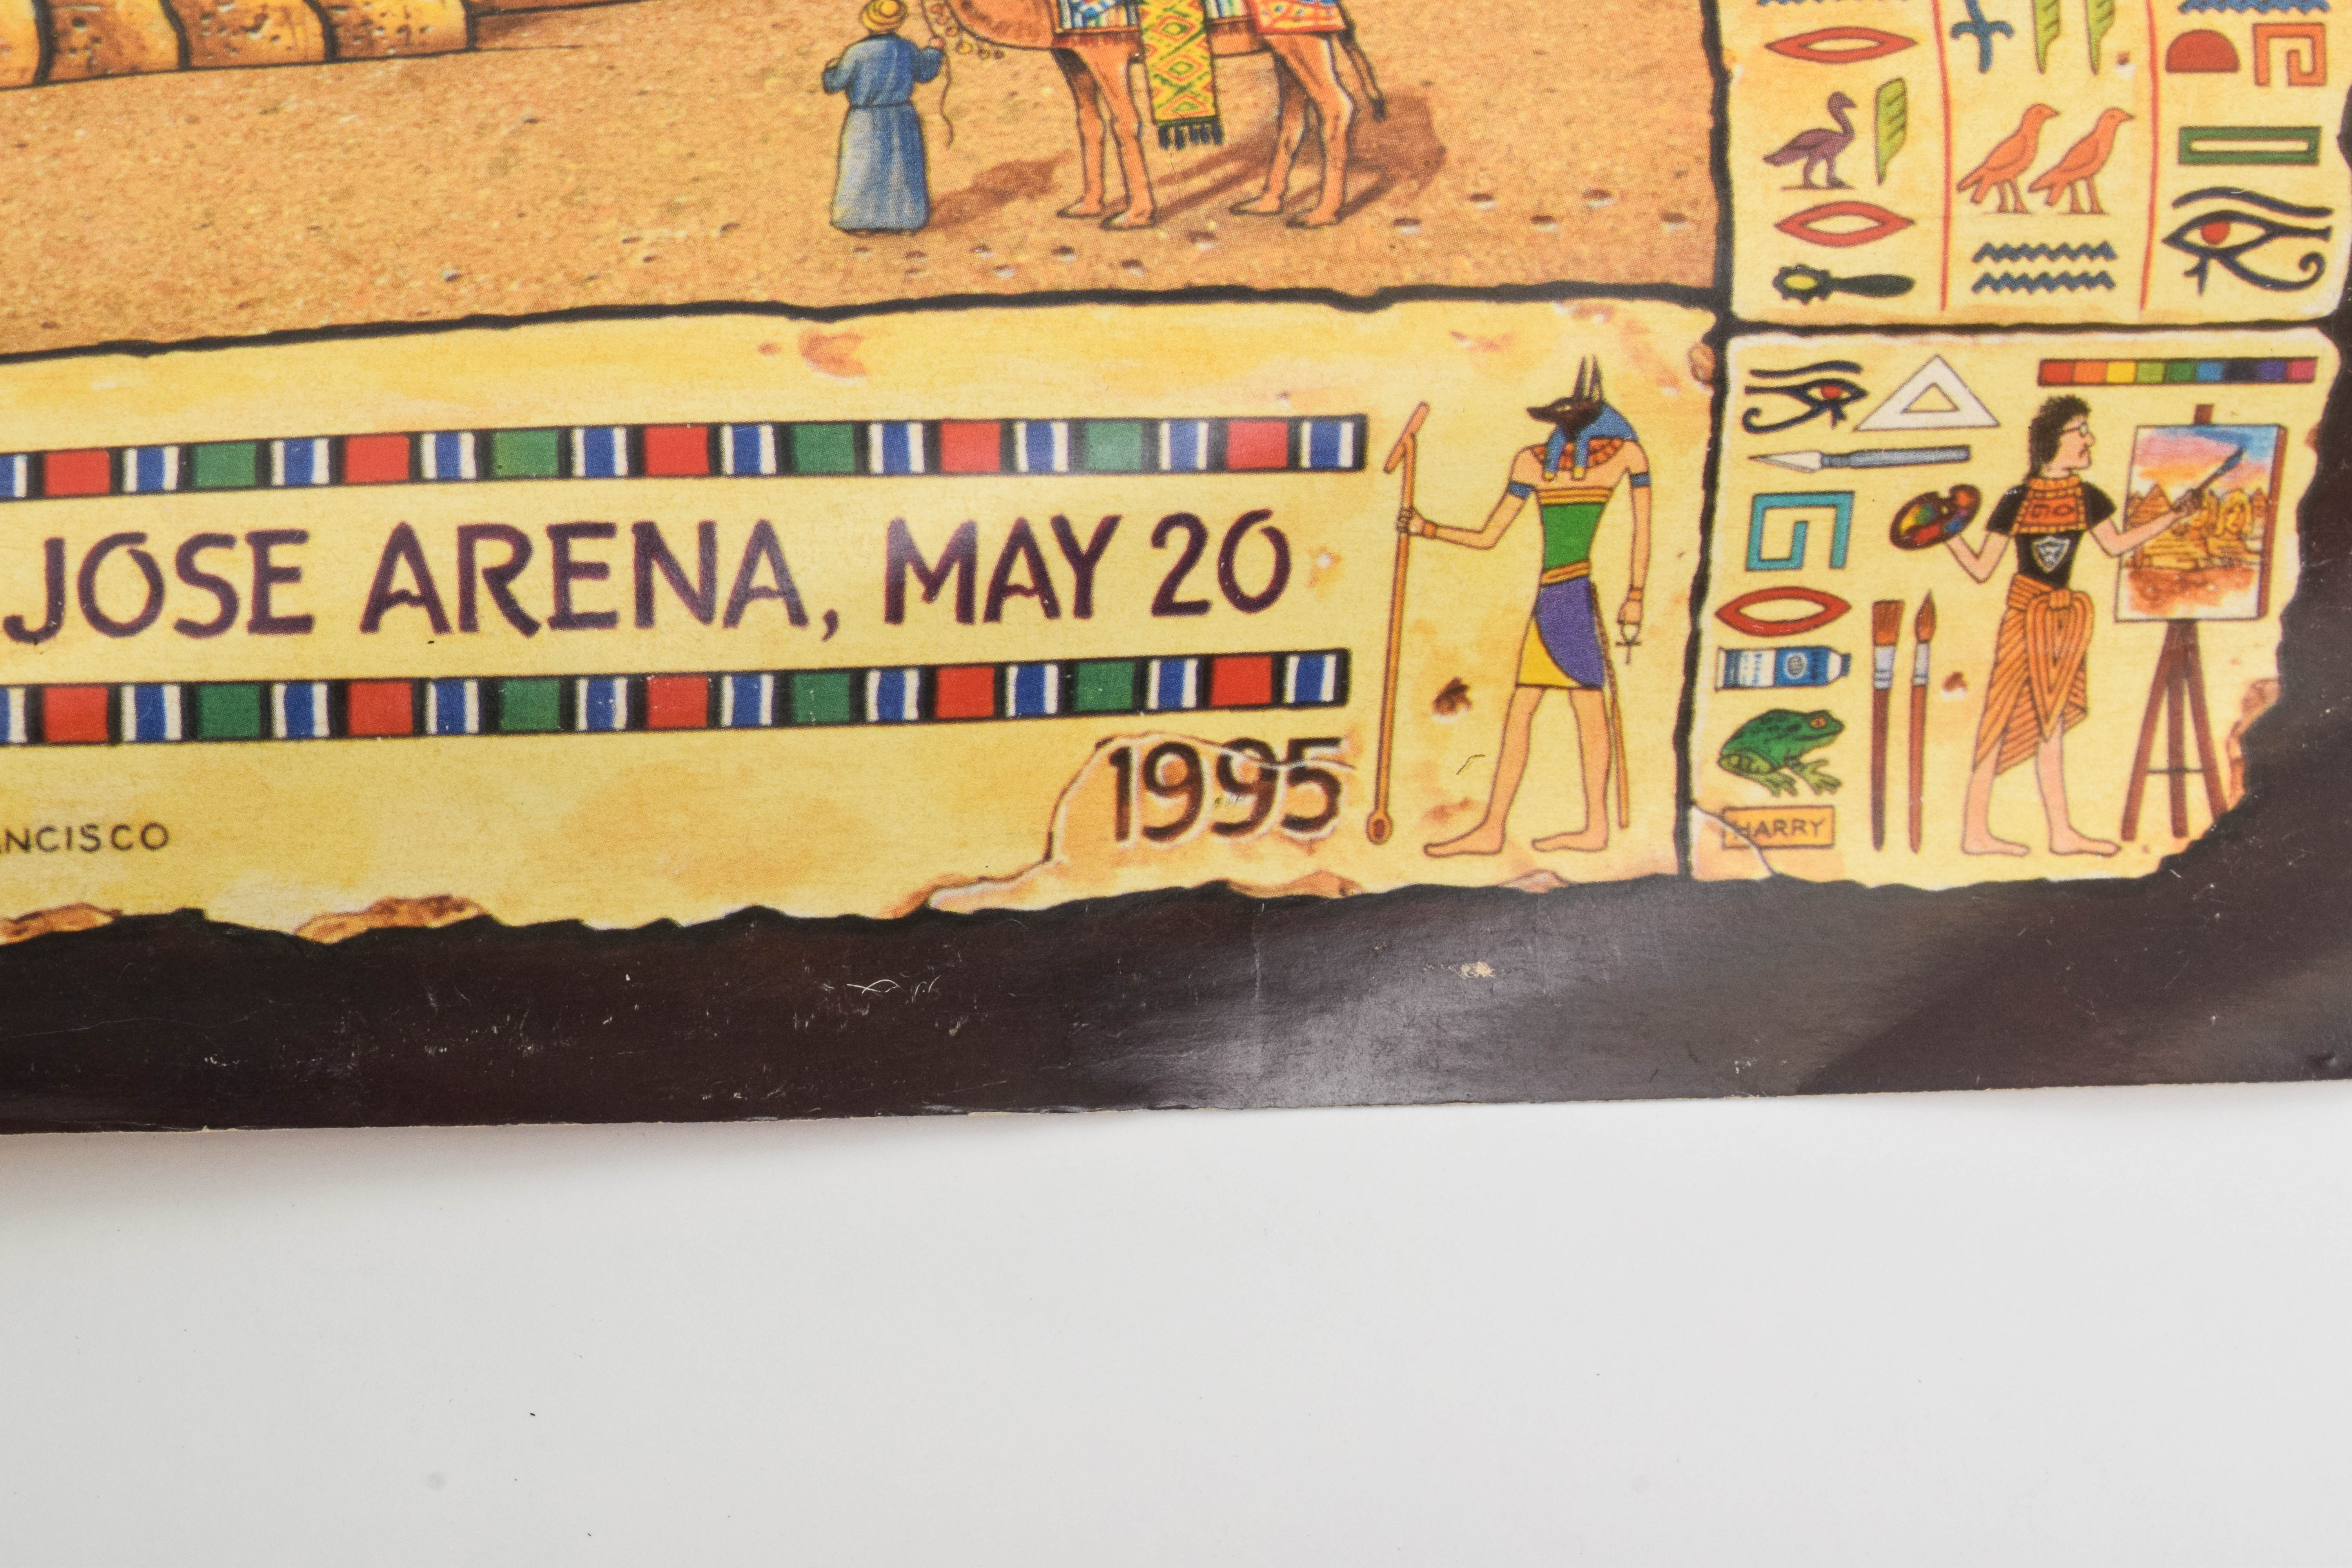 JOSE ARENA, MAY 20
1995
NCISCO
HARRY